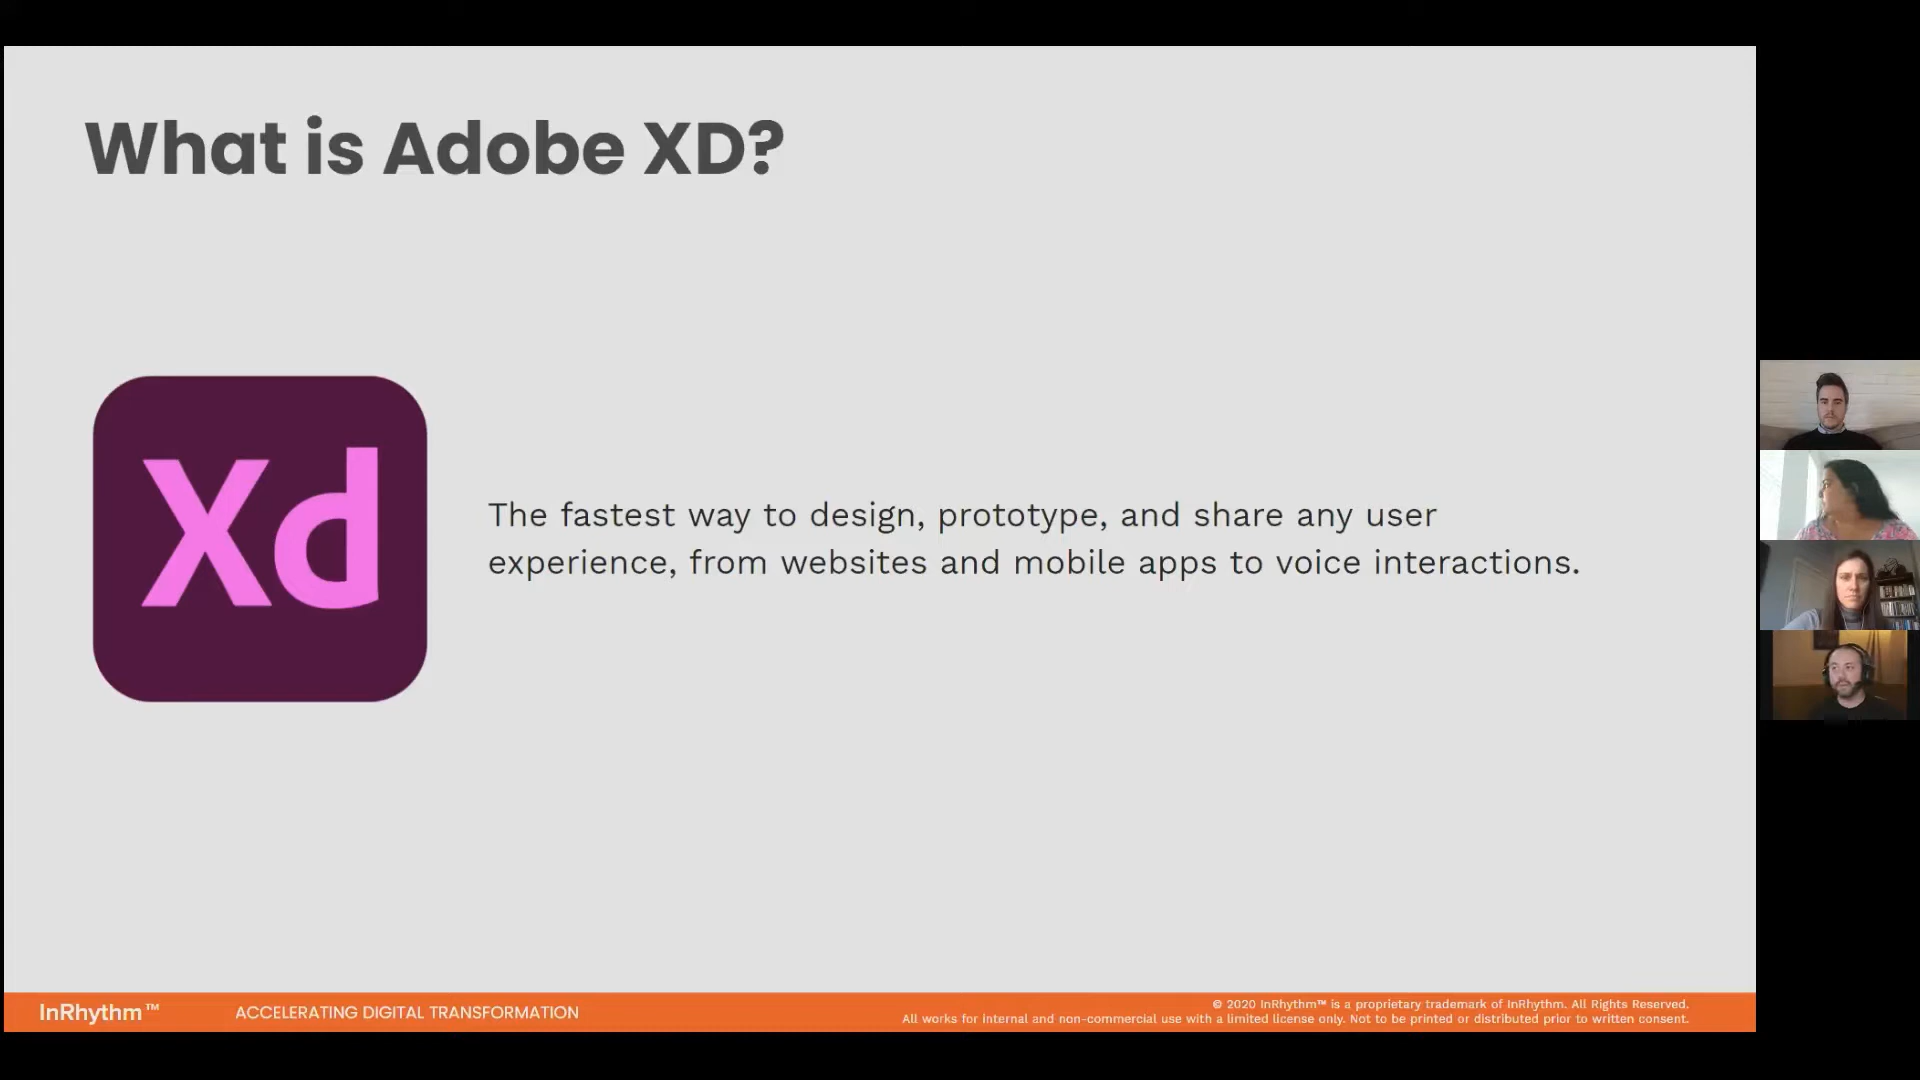 What is Adobe XD?
Xd
The fastest way to design, prototype, and share any user
experience, from websites and mobile apps to voice interactions.
InRhythm™
ACCELERATING DIGITAL TRANSFORMATION
© 2020 InRhythm™ is a proprietary trademark of InRhythm. All Rights Reserved.
All works for internal and non-commercial use with a limited license only. Not to be printed or distributed prior to written consent.